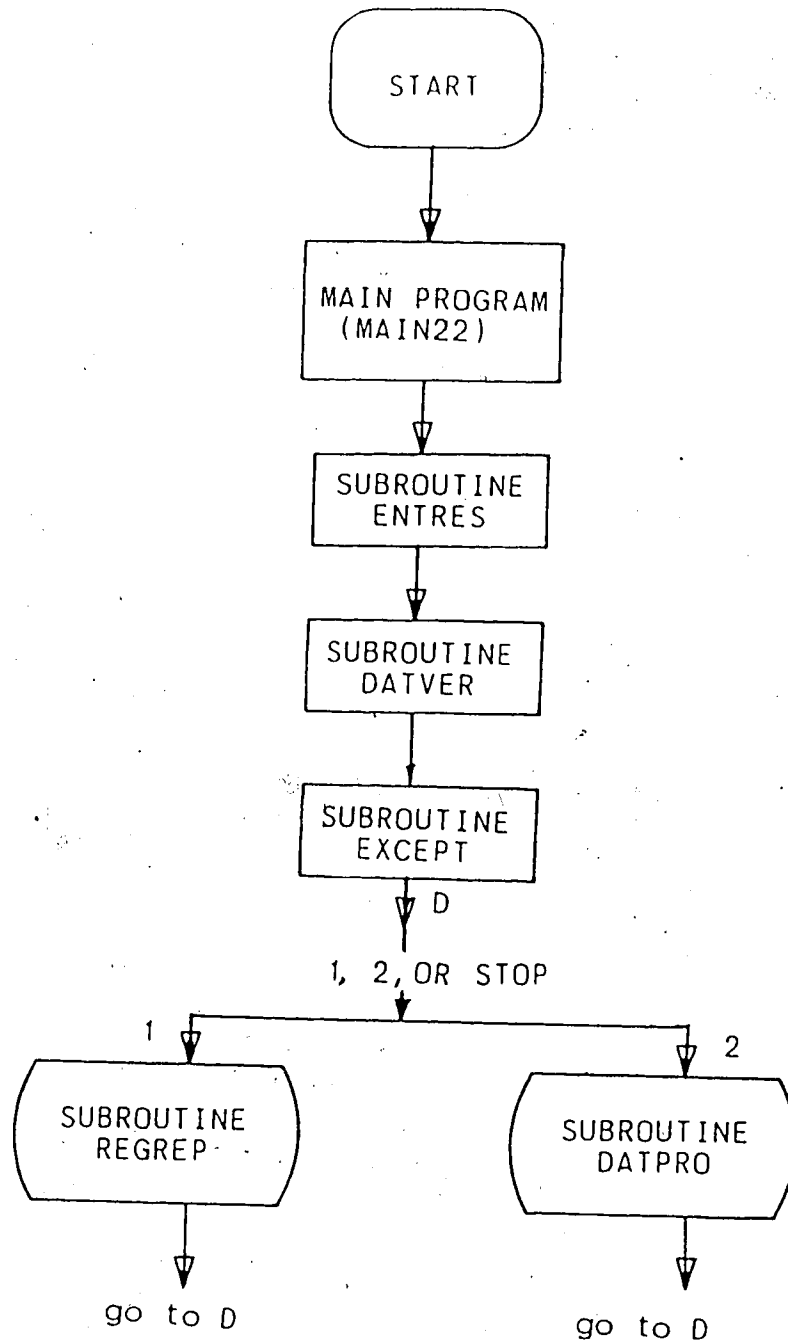 START
MAIN PROGRAM
(MAIN22)
SUBROUTINE
ENTRES
SUBROUTINE
DATVER
SUBROUTINE
EXCEPT
D
1, 2, OR STOP
1
2
SUBROUTINE
REGREP
SUBROUTINE
DATPRO
go to D
go to D